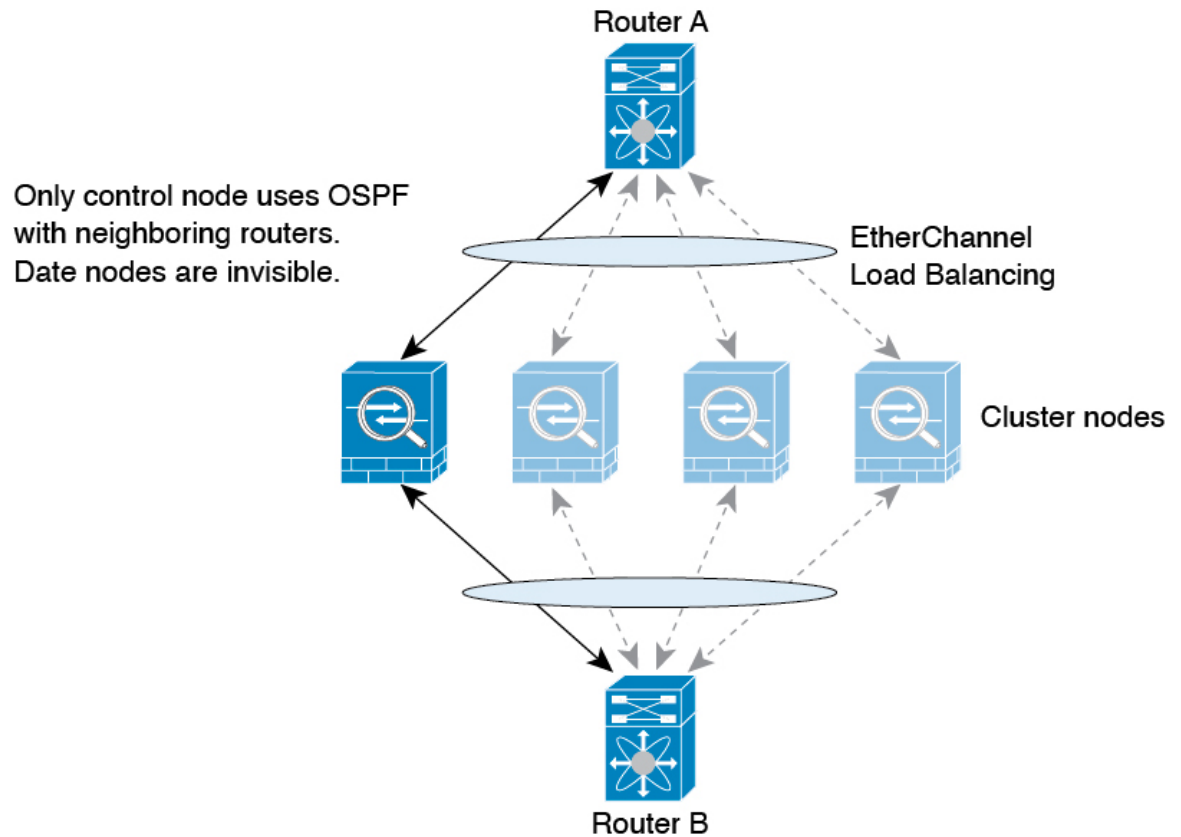 Router A
Only control node uses OSPF
with neighboring routers.
Date nodes are invisible.
EtherChannel
Load Balancing
Cluster nodes
Router B